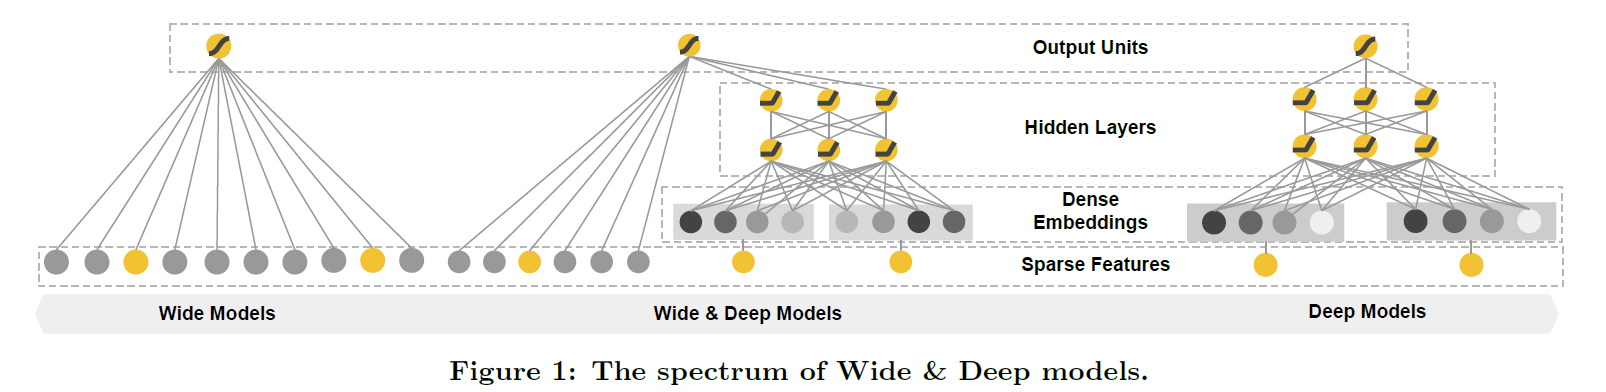 Output Units
Hidden Layers
Dense
Embeddings
Sparse Features
Wide Models
Wide & Deep Models
Deep Models
Figure 1: The spectrum of Wide & Deep models.